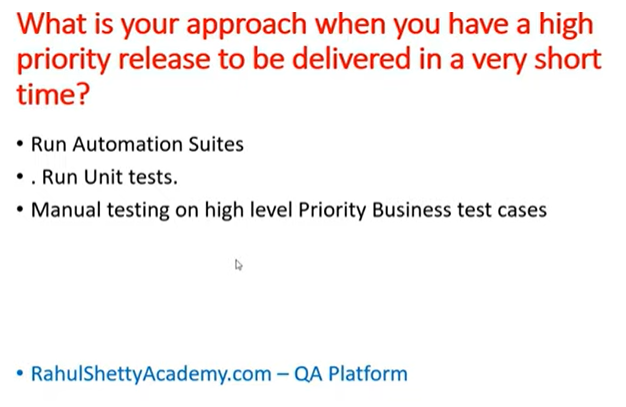 What is your approach when you have a high
priority release to be delivered in a very short
time?
• Run Automation Suites
• . Run Unit tests.
• Manual testing on high level Priority Business test cases
• RahulShettyAcademy.com – QA Platform